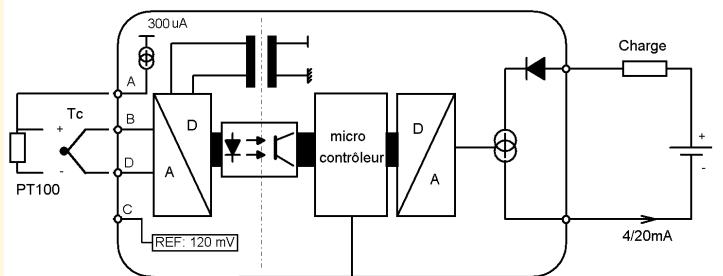 300 uA
Charge
A
Tc
+
B
D
D
A
micro
contrôleur
D
A
+
-
-
D
PT100
C
REF: 120 mV
4/20mA